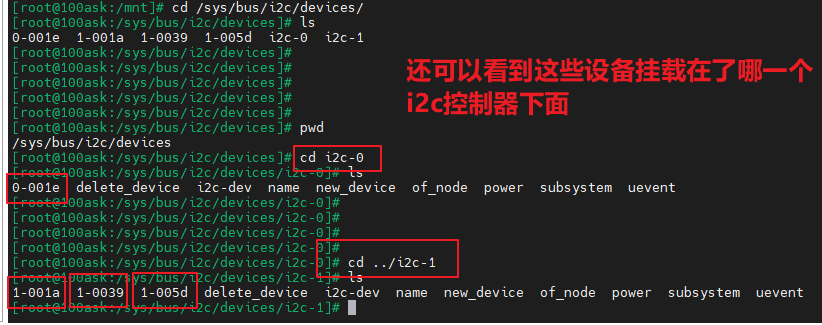 [root@100ask:/mnt]# cd /sys/bus/i2c/devices/
[root@100ask:/sys/bus/i2c/devices]# ls
0-001e  1-001a  1-0039  1-005d  i2c-0  i2c-1
[root@100ask:/sys/bus/i2c/devices]#
[root@100ask:/sys/bus/i2c/devices]#
[root@100ask:/sys/bus/i2c/devices]#
[root@100ask:/sys/bus/i2c/devices]#
[root@100ask:/sys/bus/i2c/devices]#
还可以看到这些设备挂载在了哪一个
i2c控制器下面
[root@100ask:/sys/bus/i2c/devices]# pwd
/sys/bus/i2c/devices
[root@100ask:/sys/bus/i2c/devices]# cd i2c-0
[root@100ask:/sys/bus/i2c/devices/i2c-0]# ls
0-001e  delete_device  i2c-dev  name  new_device  of_node  power  subsystem  uevent
[root@100ask:/sys/bus/i2c/devices/i2c-0]#
[root@100ask:/sys/bus/i2c/devices/i2c-0]#
[root@100ask:/sys/bus/i2c/devices/i2c-0]#
[root@100ask:/sys/bus/i2c/devices/i2c-0]# cd ../i2c-1
[root@100ask:/sys/bus/i2c/devices/i2c-1]# ls
1-001a  1-0039  1-005d  delete_device  i2c-dev  name  new_device  of_node  power  subsystem  uevent
[root@100ask:/sys/bus/i2c/devices/i2c-1]#